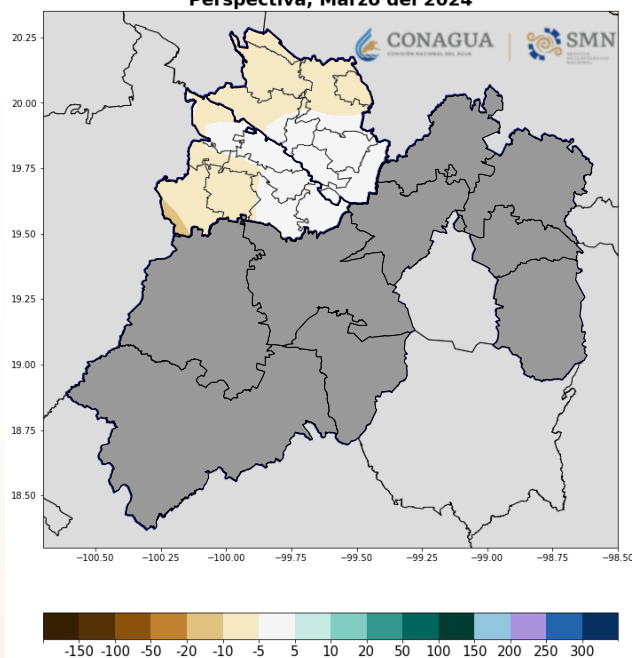 Perspectiva, Marzo del 2024
CONAGUA
COMISIÓN NACIONAL DEL AGUA
SMN
SERVICIO
METEOROLÓGICO
NACIONAL
20.25
20.00
19.75
19.50
19.25
19.00
18.75
18.50
−100.50 −100.25 −100.00 −99.75 −99.50 −99.25 −99.00 −98.75 −98.50
-150 -100 -50 -20 -10 -5 5 10 20 50 100 150 200 250 300